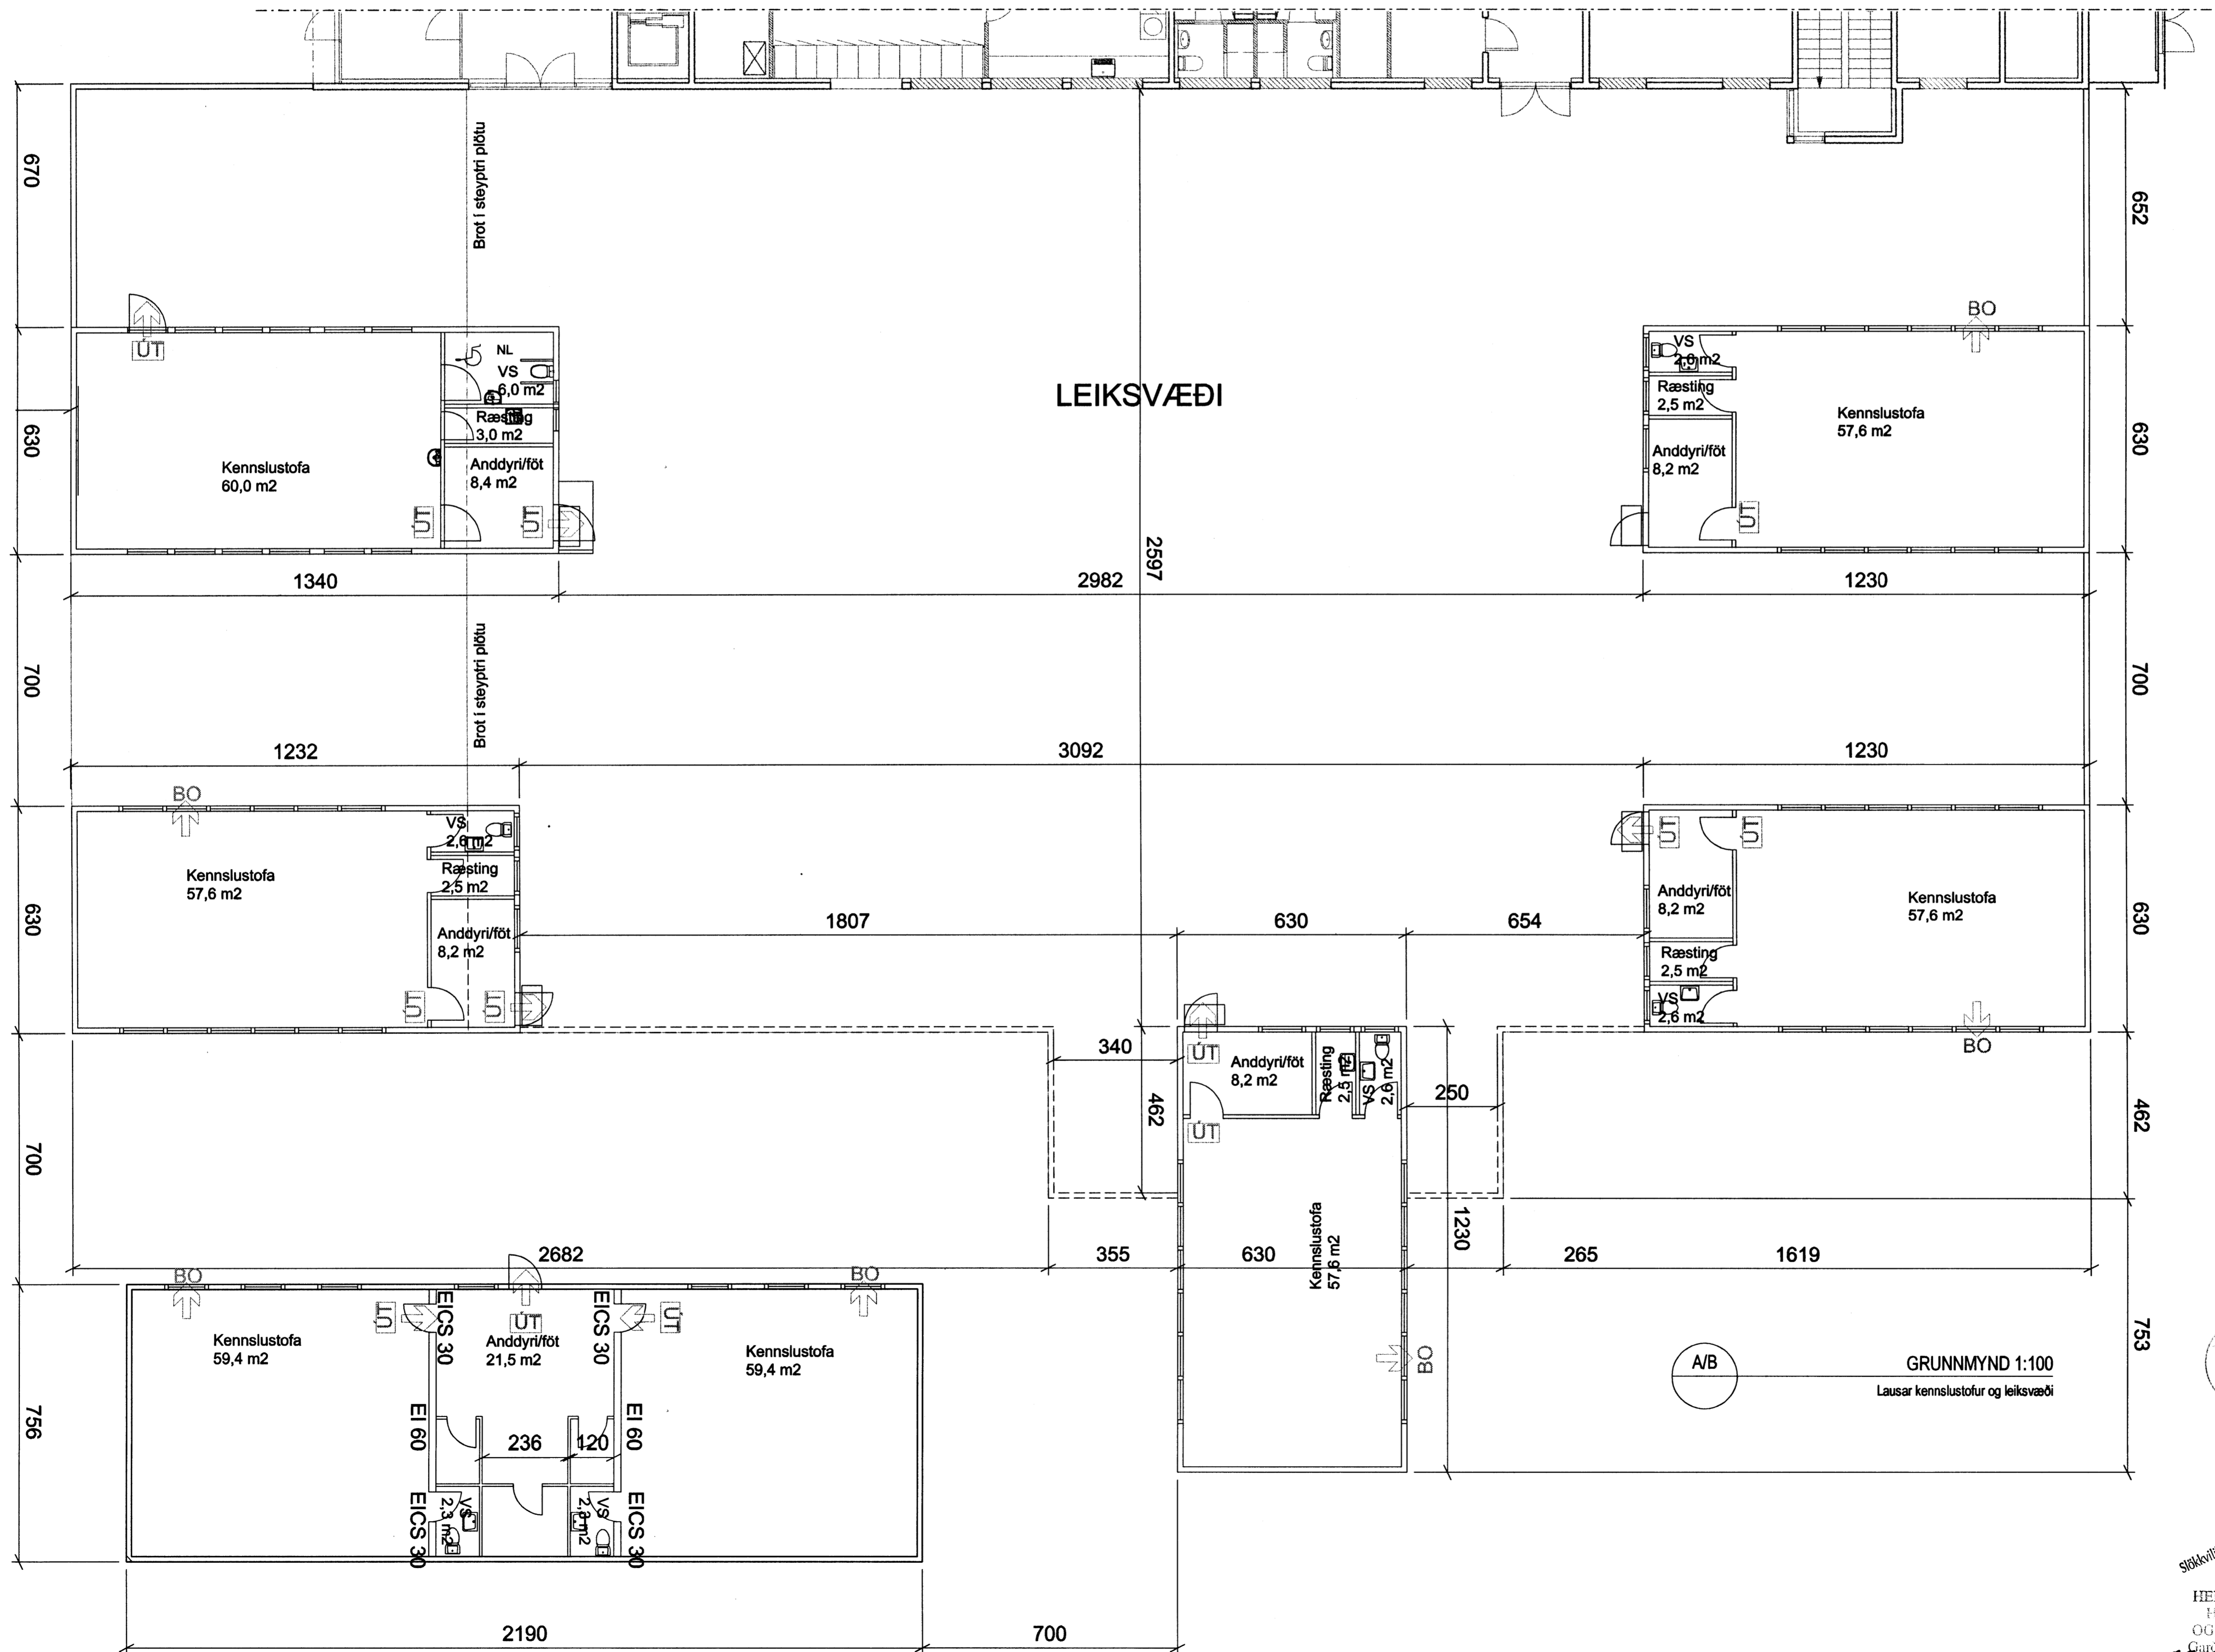 Brot í steyptri plötu
670
652
BO
ÚT
NL
VS
6,0 m2
Ræsting
3,0 m2
Anddyri/föt
8,4 m2
Kennslustofa
60,0 m2
ÚT
ÚT
630
LEIKSVÆÐI
2597
VS
2,6 m2
Ræsting
2,5 m2
Anddyri/föt
8,2 m2
ÚT
Kennslustofa
57,6 m2
630
1340
2982
1230
Brot í steyptri plötu
700
700
1232
3092
1230
BO
VS
2,6 m2
Ræsting
2,5 m2
Anddyri/föt
8,2 m2
Kennslustofa
57,6 m2
ÚT
ÚT
630
1807
630
654
ÚT
ÚT
Anddyri/föt
8,2 m2
Ræsting
2,5 m2
VS
2,6 m2
Kennslustofa
57,6 m2
BO
630
340
462
ÚT
Anddyri/föt
8,2 m2
Ræsting
2,5 m2
VS
2,6 m2
250
462
ÚT
700
Kennslustofa
57,6 m2
1230
2682
355
630
265
1619
BO
BO
BO
Kennslustofa
59,4 m2
ÚT
EICS 30
ÚT
Anddyri/föt
21,5 m2
EICS 30
ÚT
Kennslustofa
59,4 m2
753
A/B
GRUNNMYND 1:100
Lausar kennslustofur og leiksvæði
756
EI 60
236
120
EI 60
EICS 30
VS
2,3 m2
VS
2,3 m2
EICS 30
2190
700
OG